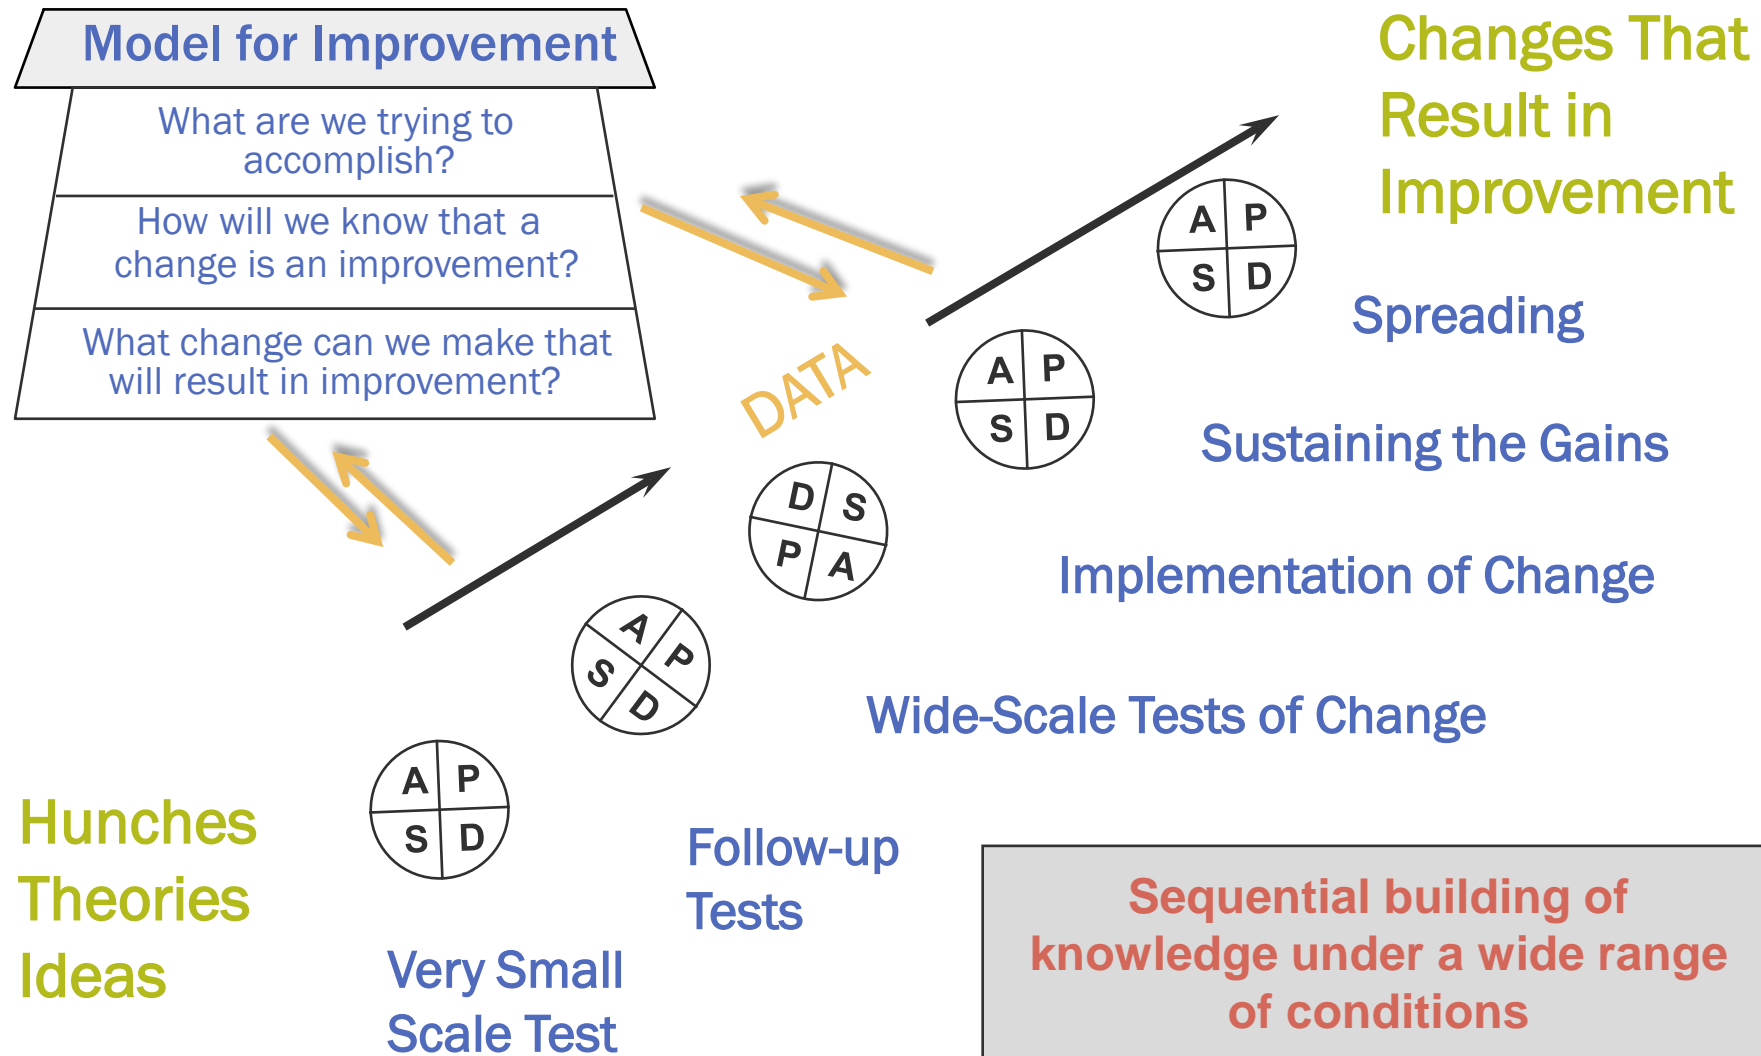 Model for Improvement
What are we trying to
accomplish?
How will we know that a
change is an improvement?
What change can we make that
will result in improvement?
Changes That
Result in
Improvement
A P
S D
Spreading
DATA
A P
S D
Sustaining the Gains
D S
P A
Implementation of Change
A P
S D
Wide-Scale Tests of Change
A P
S D
Hunches
Theories
Ideas
Follow-up
Tests
Very Small
Scale Test
Sequential building of
knowledge under a wide range
of conditions